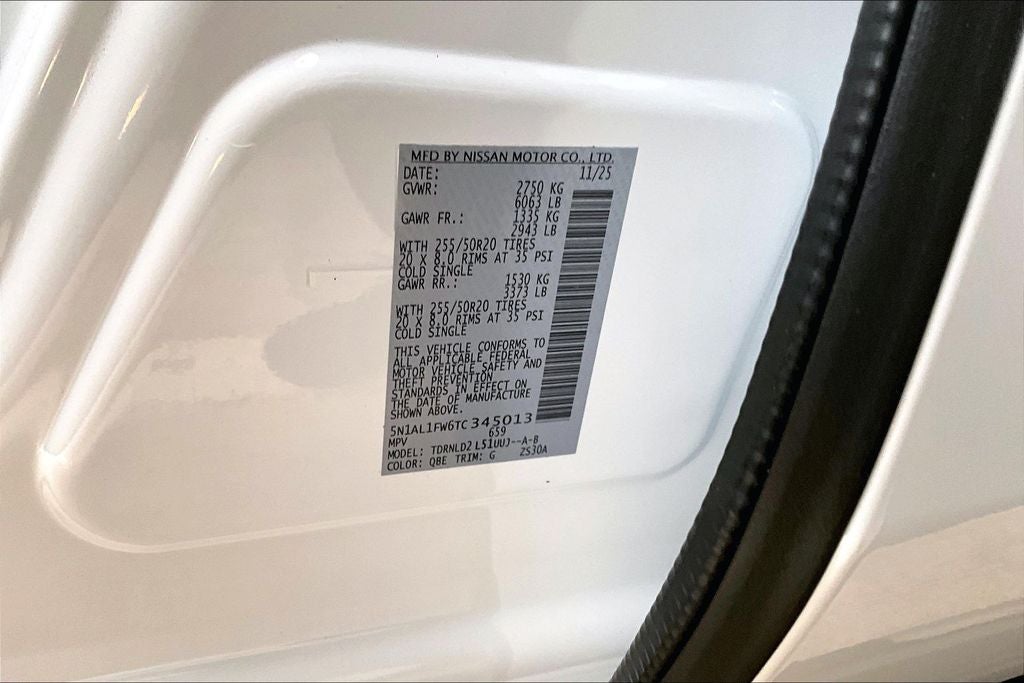 MFD BY NISSAN MOTOR CO., LTD.
DATE: 11/25
GVWR: 2750 KG
6063 LB
GAWR FR.: 1335 KG
2943 LB
WITH 255/50R20 TIRES
20 X 8.0 RIMS AT 35 PSI
COLD SINGLE
GAWR RR.: 1530 KG
3373 LB
WITH 255/50R20 TIRES
20 X 8.0 RIMS AT 35 PSI
COLD SINGLE
THIS VEHICLE CONFORMS TO
ALL APPLICABLE FEDERAL
MOTOR VEHICLE SAFETY AND
THEFT PREVENTION
STANDARDS IN EFFECT ON
THE DATE OF MANUFACTURE
SHOWN ABOVE.
5N1AL1FW6TC345013
MPV 659
MODEL: TDRNLD2LS1UUJ--A-B
COLOR: QBE TRIM: G ZS30A